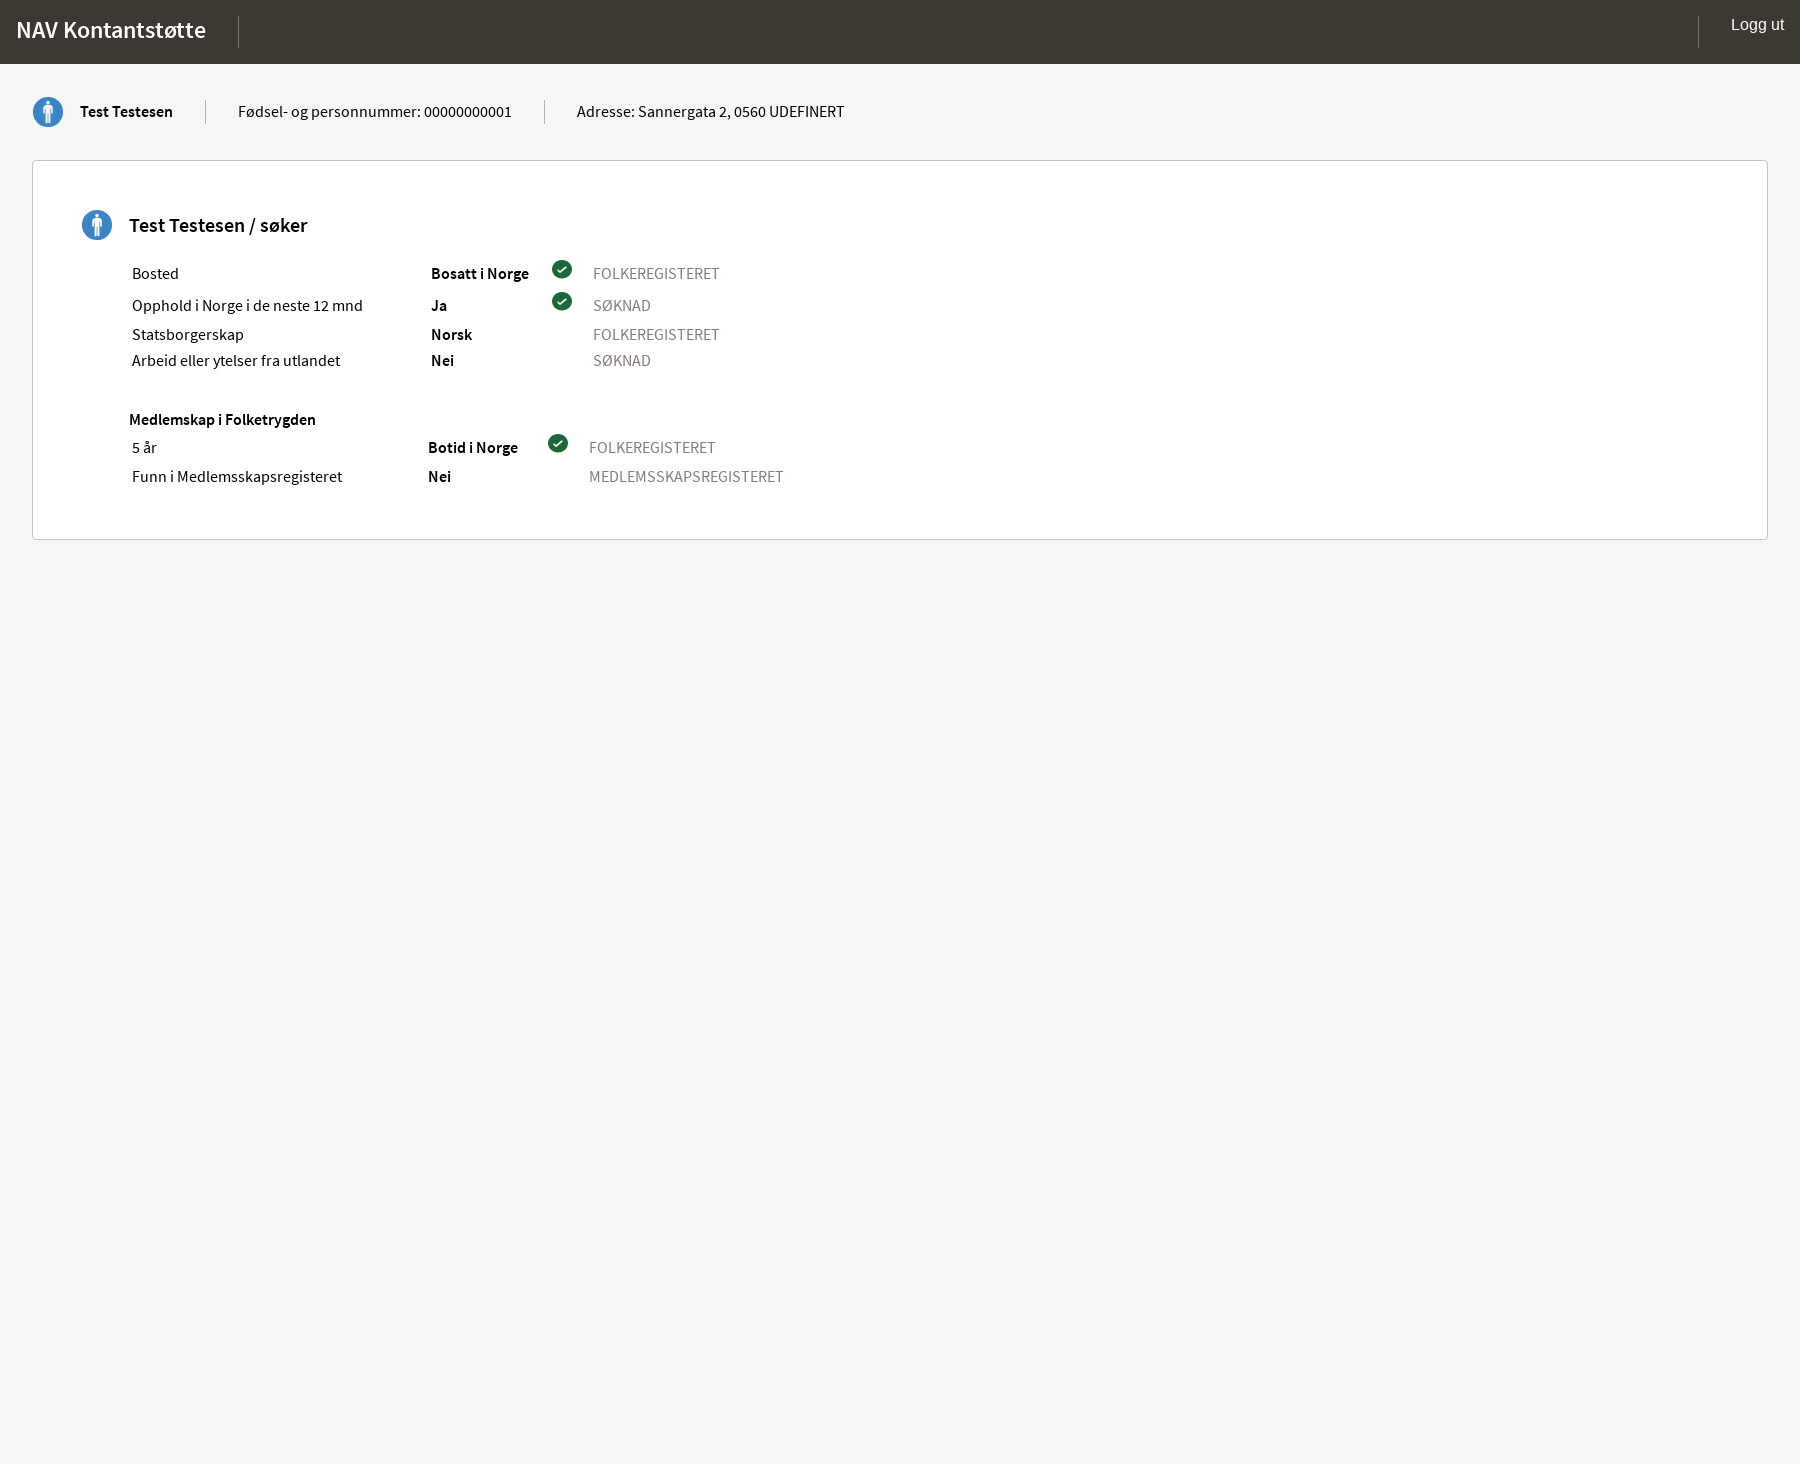 NAV Kontantstøtte
Logg ut
Test Testesen
Fødsel- og personnummer: 00000000001
Adresse: Sannergata 2, 0560 UDEFINERT
Test Testesen / søker
Bosted Bosatt i Norge FOLKEREGISTERET
Opphold i Norge i de neste 12 mnd Ja SØKNAD
Statsborgerskap Norsk FOLKEREGISTERET
Arbeid eller ytelser fra utlandet Nei SØKNAD
Medlemskap i Folketrygden
5 år Botid i Norge FOLKEREGISTERET
Funn i Medlemsskapsregisteret Nei MEDLEMSSKAPSREGISTERET